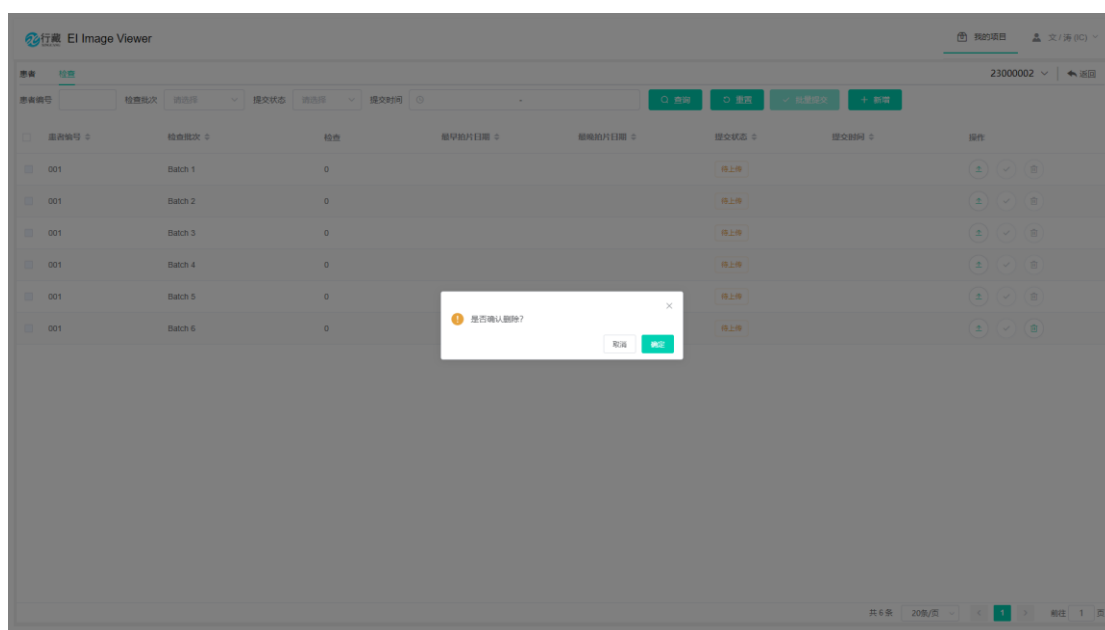 行藏 EI Image Viewer 我的项目 文/涛(IC)
患者 检查 23000002 返回
患者编号 检查批次 请选择 提交状态 请选择 提交时间 - 查询 重置 批量提交 + 新增
患者编号 检查批次 检查 最早拍片日期 最晚拍片日期 提交状态 提交时间 操作
001 Batch 1 0 待上传
001 Batch 2 0 待上传
001 Batch 3 0 待上传
001 Batch 4 0 待上传
001 Batch 5 0 待上传
001 Batch 6 0 待上传
是否确认删除?
取消 确定
共 6 条 20条/页 < 1 > 前往 1 页